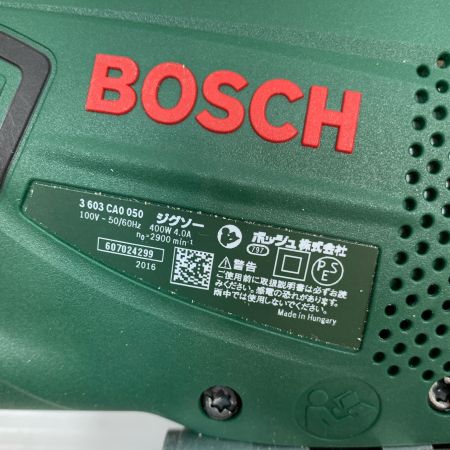 BOSCH
3 603 CA0 050 ジグソー
100V - 50/60Hz 400W 4.0A
n₀-2900 min⁻¹
607024299
2016
797
ボッシュ株式会社
PSE
警告
ご使用前に取扱説明書は必ずお読
みください。感電の恐れがあります。
雨中では使用しないでください。
Made in Hungary